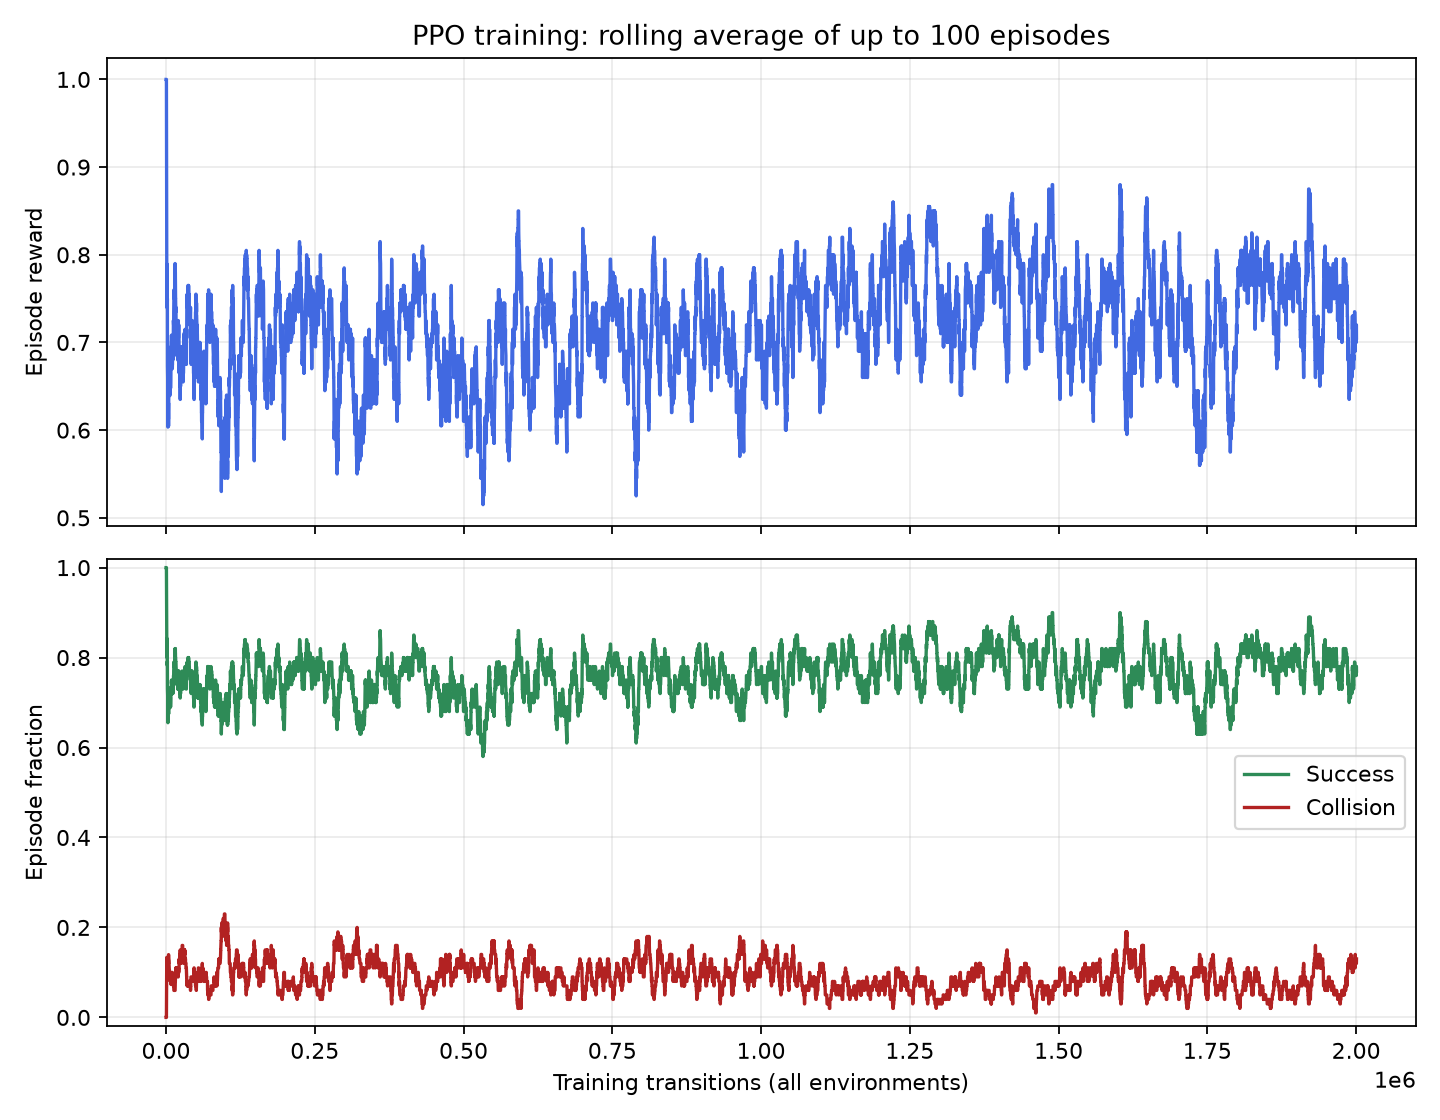 PPO training: rolling average of up to 100 episodes
1.0
0.9
0.8
0.7
0.6
0.5
Episode reward
1.0
0.8
0.6
0.4
0.2
0.0
Episode fraction
Success
Collision
0.00 0.25 0.50 0.75 1.00 1.25 1.50 1.75 2.00
1e6
Training transitions (all environments)